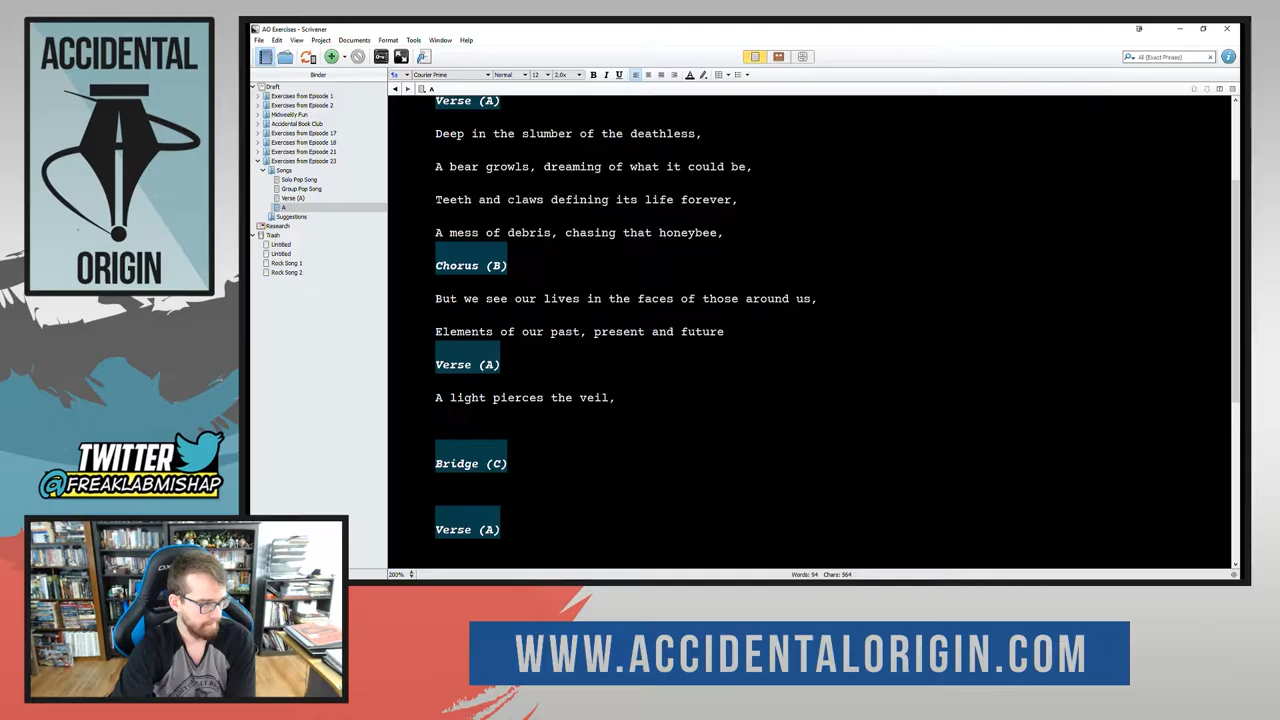 ACCIDENTAL
ORIGIN
TWITTER
@FREAKLABMISHAP
AO Exercises - Scrivener
File Edit View Project Documents Format Tools Window Help
All (Exact Phrase)
Binder
Courier Prime Normal 12 2.0x B I U A
A
Draft
Exercises from Episode 1
Exercises from Episode 2
Midweekly Fun
Accidental Book Club
Exercises from Episode 17
Exercises from Episode 18
Exercises from Episode 21
Exercises from Episode 23
Songs
Solo Pop Song
Group Pop Song
Verse (A)
A
Suggestions
Research
Trash
Untitled
Untitled
Rock Song 1
Rock Song 2
Verse (A)
Deep in the slumber of the deathless,
A bear growls, dreaming of what it could be,
Teeth and claws defining its life forever,
A mess of debris, chasing that honeybee,
Chorus (B)
But we see our lives in the faces of those around us,
Elements of our past, present and future
Verse (A)
A light pierces the veil,
Bridge (C)
Verse (A)
200%
Words: 94 Chars: 564
WWW.ACCIDENTALORIGIN.COM